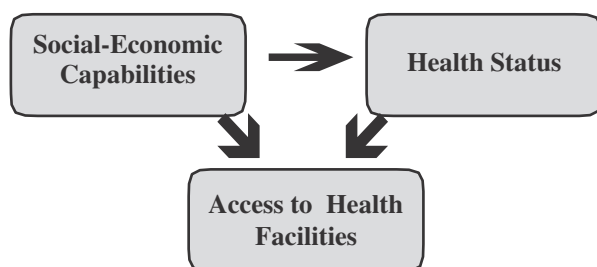 Social-Economic
Capabilities
Health Status
Access to Health
Facilities